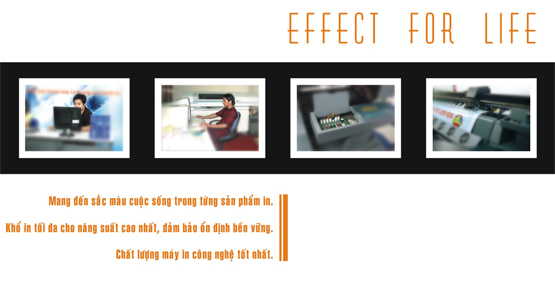 EFFECT FOR LIFE
Mang đến sắc màu cuộc sống trong từng sản phẩm in.
Khổ in tối đa cho năng suất cao nhất, đảm bảo ổn định bền vững.
Chất lượng máy in công nghệ tốt nhất.